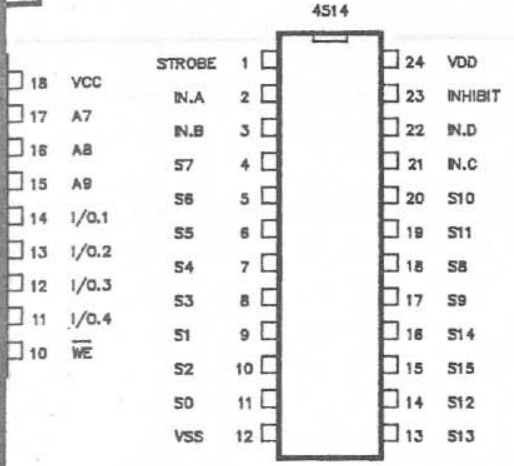 4514
18 VCC
17 A7
16 A8
15 A9
14 I/O.1
13 I/O.2
12 I/O.3
11 I/O.4
10 WE
STROBE 1
IN.A 2
IN.B 3
S7 4
S6 5
S5 6
S4 7
S3 8
S1 9
S2 10
S0 11
VSS 12
24 VDD
23 INHIBIT
22 IN.D
21 IN.C
20 S10
19 S11
18 S8
17 S9
16 S14
15 S15
14 S12
13 S13